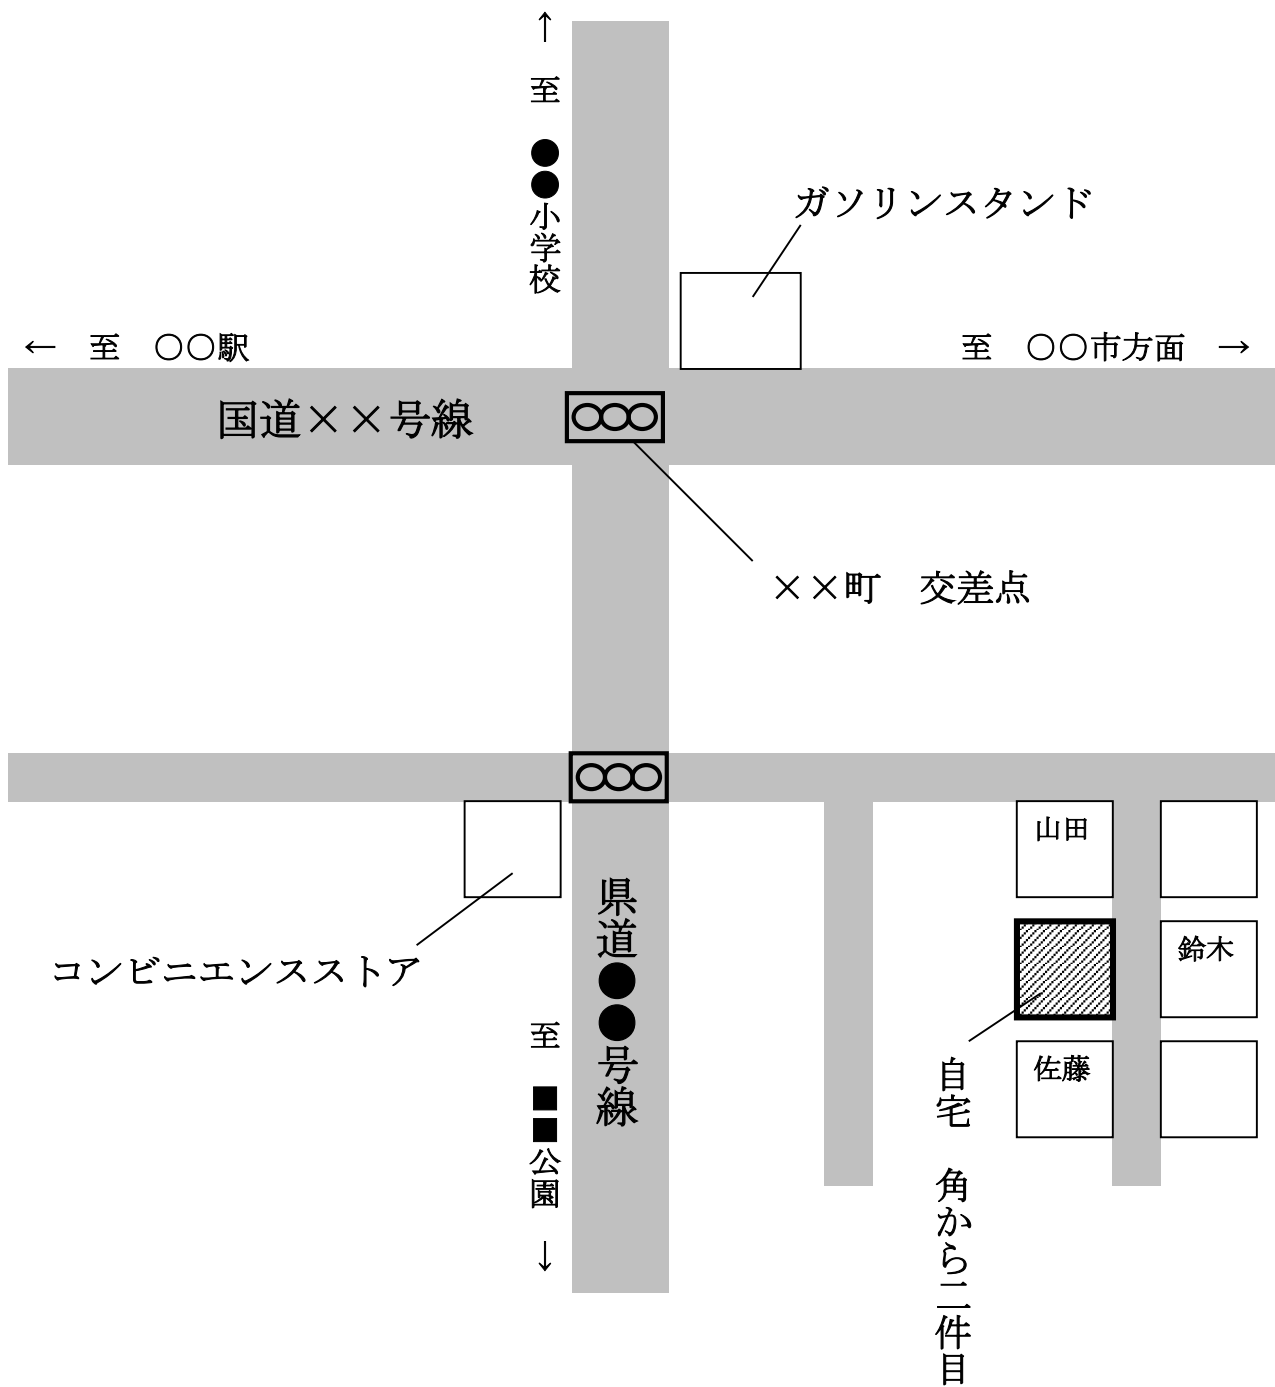 ↑ 至 ●●小学校
ガソリンスタンド
← 至 〇〇駅
至 〇〇市方面 →
国道××号線
××町 交差点
山田
県道●●号線
鈴木
コンビニエンスストア
至 ■■公園 ↓
佐藤
自宅 角から二件目